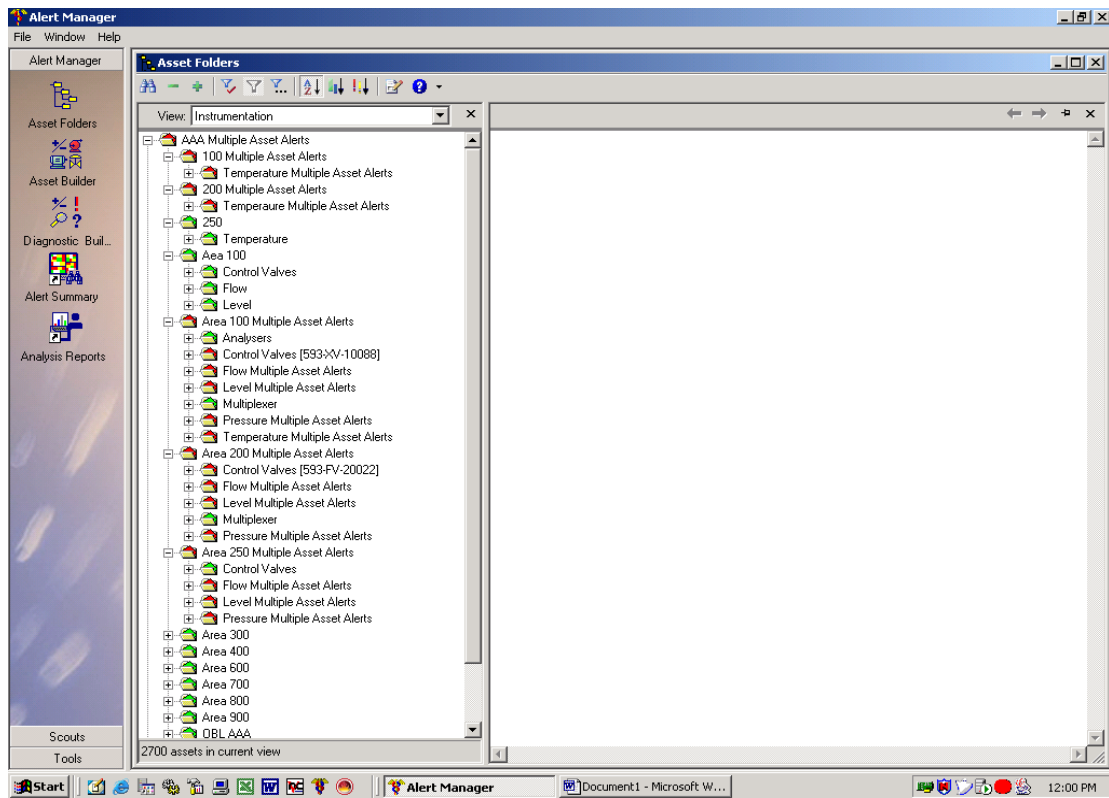 Alert Manager
File Window Help
Alert Manager
Asset Folders
Asset Builder
Diagnostic Buil...
Alert Summary
Analysis Reports
Scouts
Tools
Asset Folders
View: Instrumentation
AAA Multiple Asset Alerts
100 Multiple Asset Alerts
Temperature Multiple Asset Alerts
200 Multiple Asset Alerts
Temperaure Multiple Asset Alerts
250
Temperature
Aea 100
Control Valves
Flow
Level
Area 100 Multiple Asset Alerts
Analysers
Control Valves [593-XV-10088]
Flow Multiple Asset Alerts
Level Multiple Asset Alerts
Multiplexer
Pressure Multiple Asset Alerts
Temperature Multiple Asset Alerts
Area 200 Multiple Asset Alerts
Control Valves [593-FV-20022]
Flow Multiple Asset Alerts
Level Multiple Asset Alerts
Multiplexer
Pressure Multiple Asset Alerts
Area 250 Multiple Asset Alerts
Control Valves
Flow Multiple Asset Alerts
Level Multiple Asset Alerts
Pressure Multiple Asset Alerts
Area 300
Area 400
Area 600
Area 700
Area 800
Area 900
OBL AAA
2700 assets in current view
Start
Alert Manager
Document1 - Microsoft W...
12:00 PM